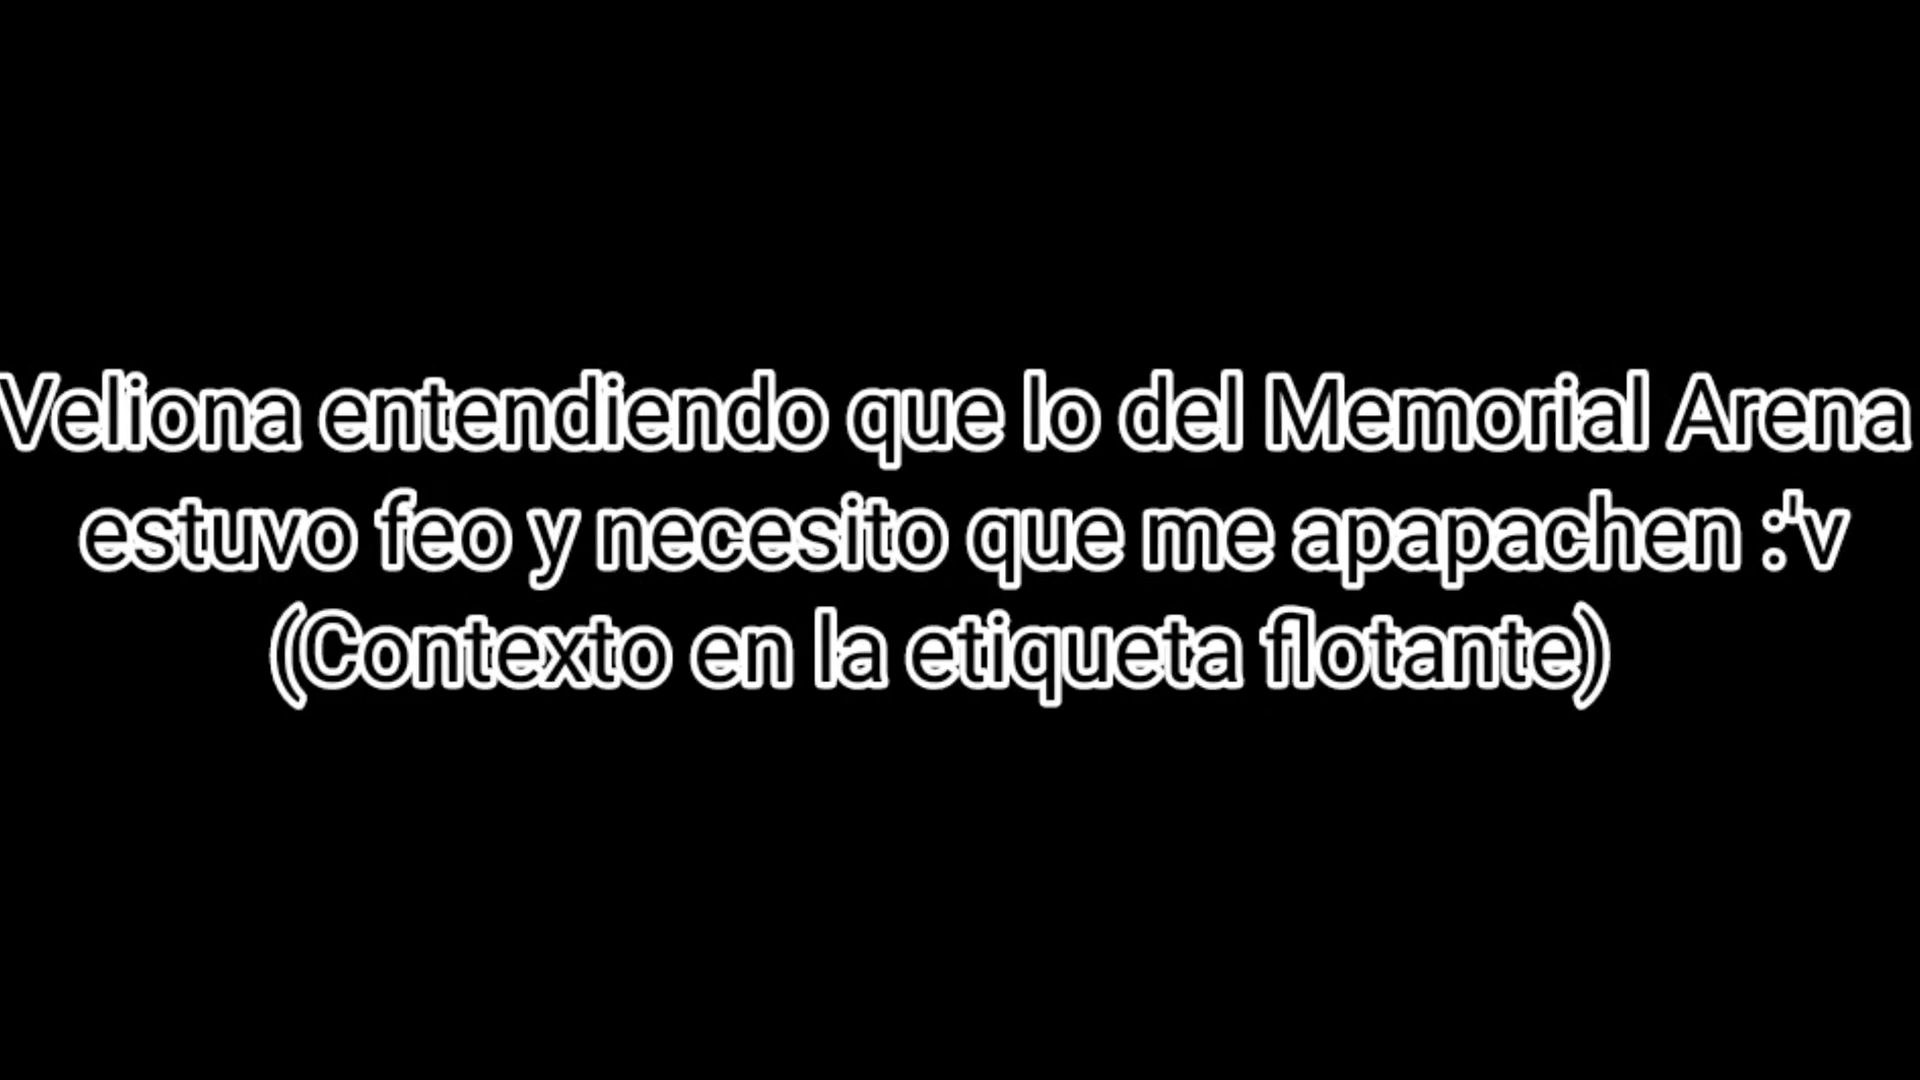 Veliona entendiendo que lo del Memorial Arena
estuvo feo y necesito que me apapachen :'v
(Contexto en la etiqueta flotante)